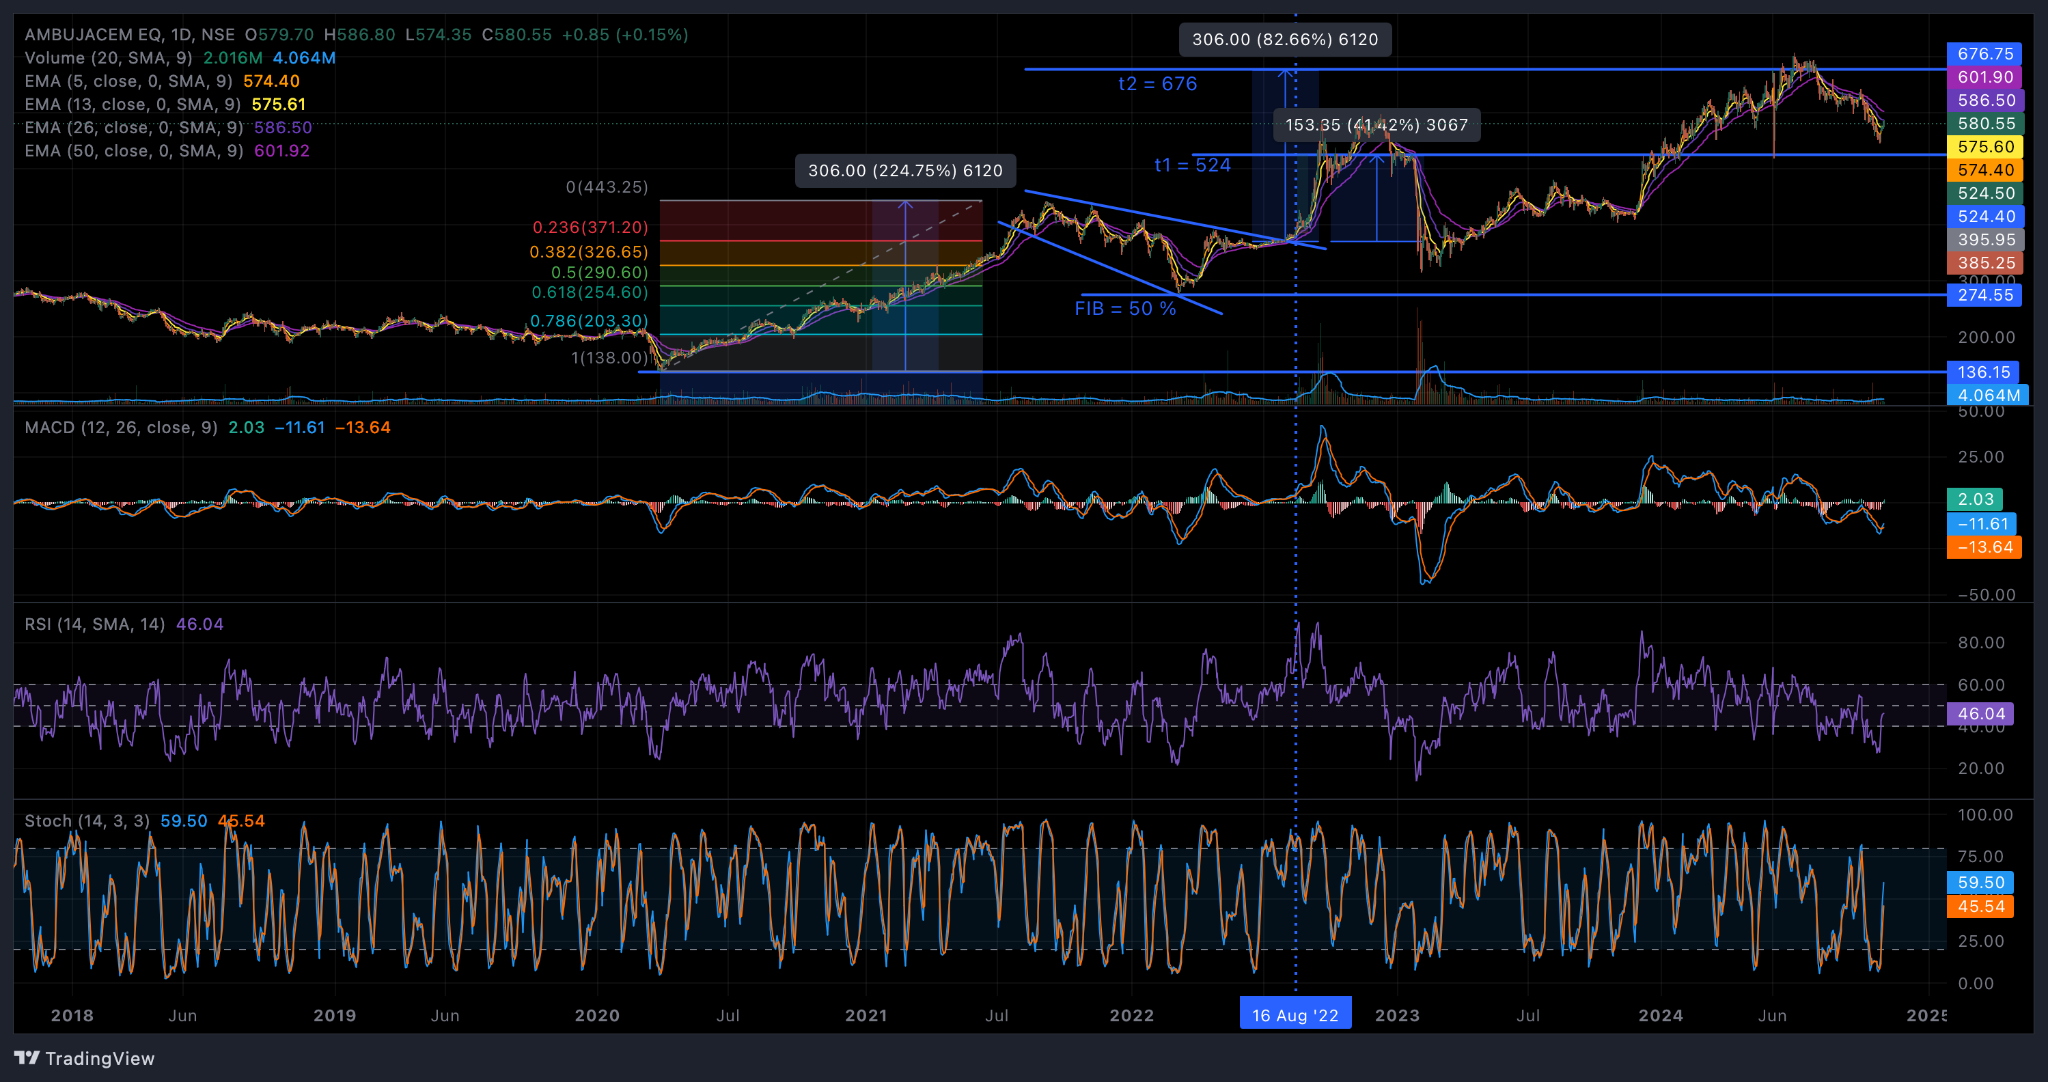 AMBUJACEM EQ, 1D, NSE O579.70 H586.80 L574.35 C580.55 +0.85 (+0.15%)
Volume (20, SMA, 9) 2.016M 4.064M
EMA (5, close, 0, SMA, 9) 574.40
EMA (13, close, 0, SMA, 9) 575.61
EMA (26, close, 0, SMA, 9) 586.50
EMA (50, close, 0, SMA, 9) 601.92
306.00 (82.66%) 6120
t2 = 676
153.35 (41.42%) 3067
t1 = 524
306.00 (224.75%) 6120
0(443.25)
0.236(371.20)
0.382(326.65)
0.5(290.60)
0.618(254.60)
0.786(203.30)
1(138.00)
FIB = 50 %
676.75
601.90
586.50
580.55
575.60
574.40
524.50
524.40
395.95
385.25
300.00
274.55
200.00
136.15
4.064M
MACD (12, 26, close, 9) 2.03 −11.61 −13.64
50.00
25.00
2.03
−11.61
−13.64
−50.00
RSI (14, SMA, 14) 46.04
80.00
60.00
46.04
40.00
20.00
Stoch (14, 3, 3) 59.50 45.54
100.00
75.00
59.50
45.54
25.00
0.00
2018 Jun 2019 Jun 2020 Jul 2021 Jul 2022 16 Aug '22 2023 Jul 2024 Jun 2025
TradingView